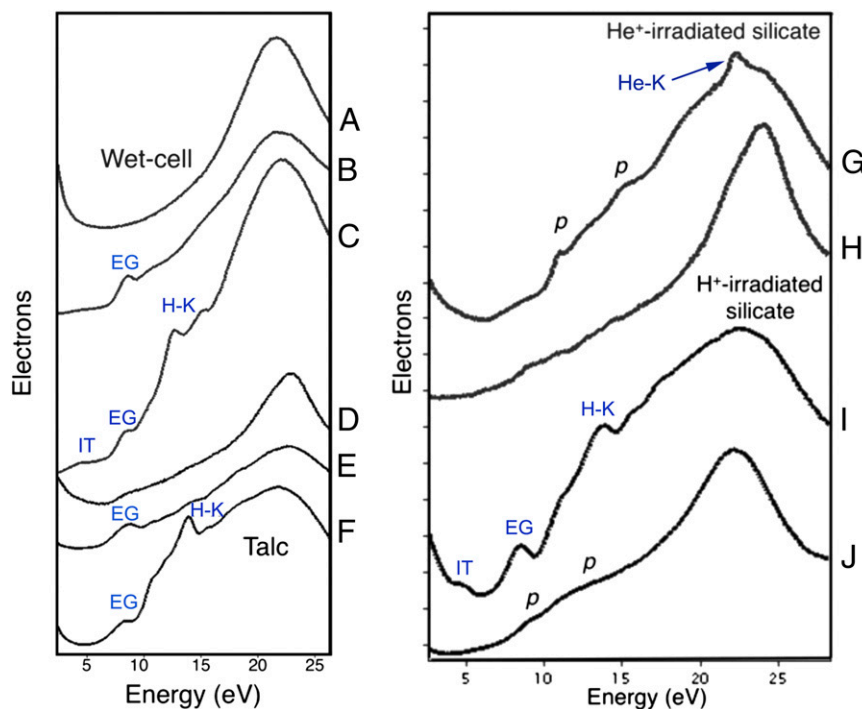 Wet-cell
A
B
EG
C
H-K
EG
IT
D
E
EG
H-K
F
Talc
EG
Electrons
5
10
15
20
25
Energy (eV)
He⁺-irradiated silicate
He-K
G
p
p
H
H⁺-irradiated
silicate
H-K
I
EG
IT
J
p
p
Electrons
5
10
15
20
25
Energy (eV)